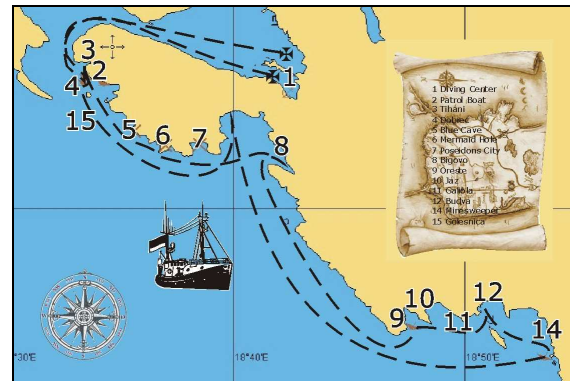 3
2
4
1
15
5
6
7
8
1 Diving Center
2 Patrol Boat
3 Tihani
4 Dobrec
5 Blue Cave
6 Mermaid Hole
7 Poseidons City
8 Bigovo
9 Oreste
10 Jaz
11 Galiola
12 Budva
14 Minesweeper
15 Golesnica
10
12
9
11
14
°30'E
18°40'E
18°50'E